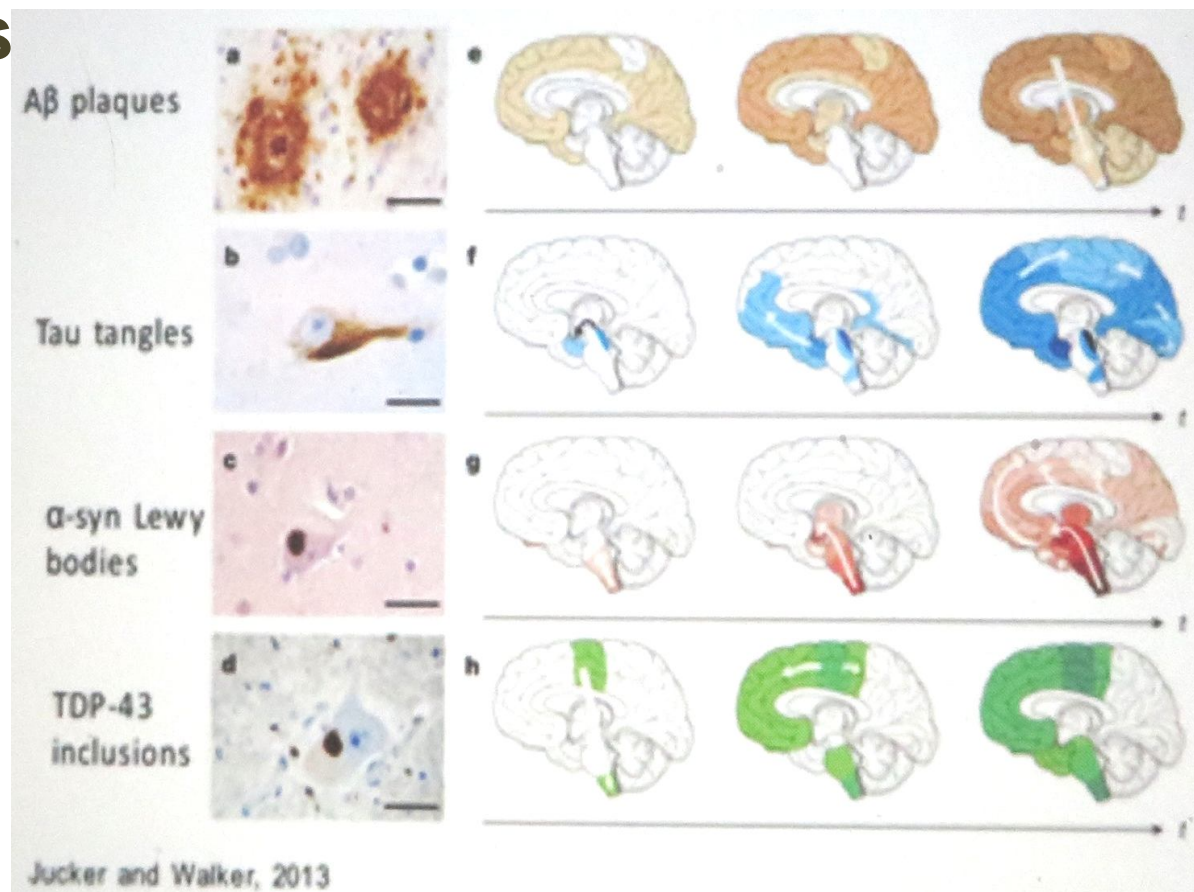 s
Aβ plaques
a
e
t
Tau tangles
b
f
t
α-syn Lewy
bodies
c
g
t
TDP-43
inclusions
d
h
t
Jucker and Walker, 2013